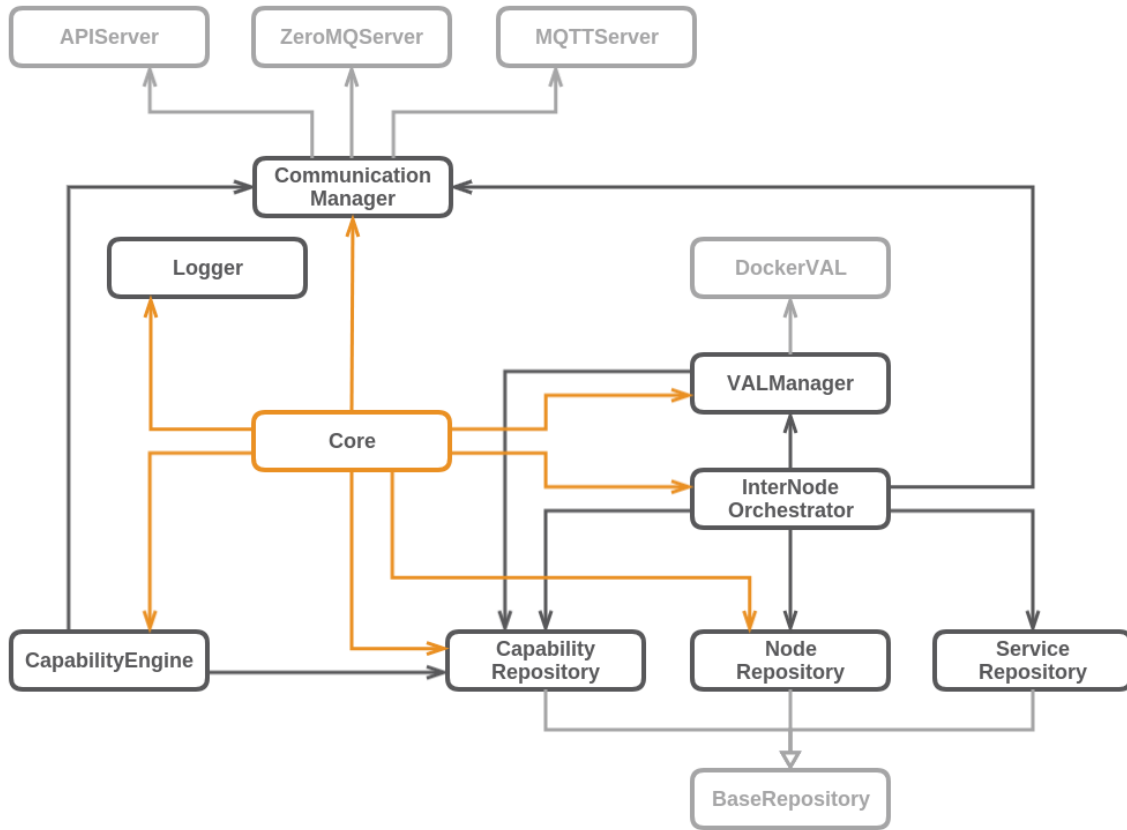 APIServer
ZeroMQServer
MQTTServer
Communication
Manager
Logger
DockerVAL
VALManager
Core
InterNode
Orchestrator
CapabilityEngine
Capability
Repository
Node
Repository
Service
Repository
BaseRepository